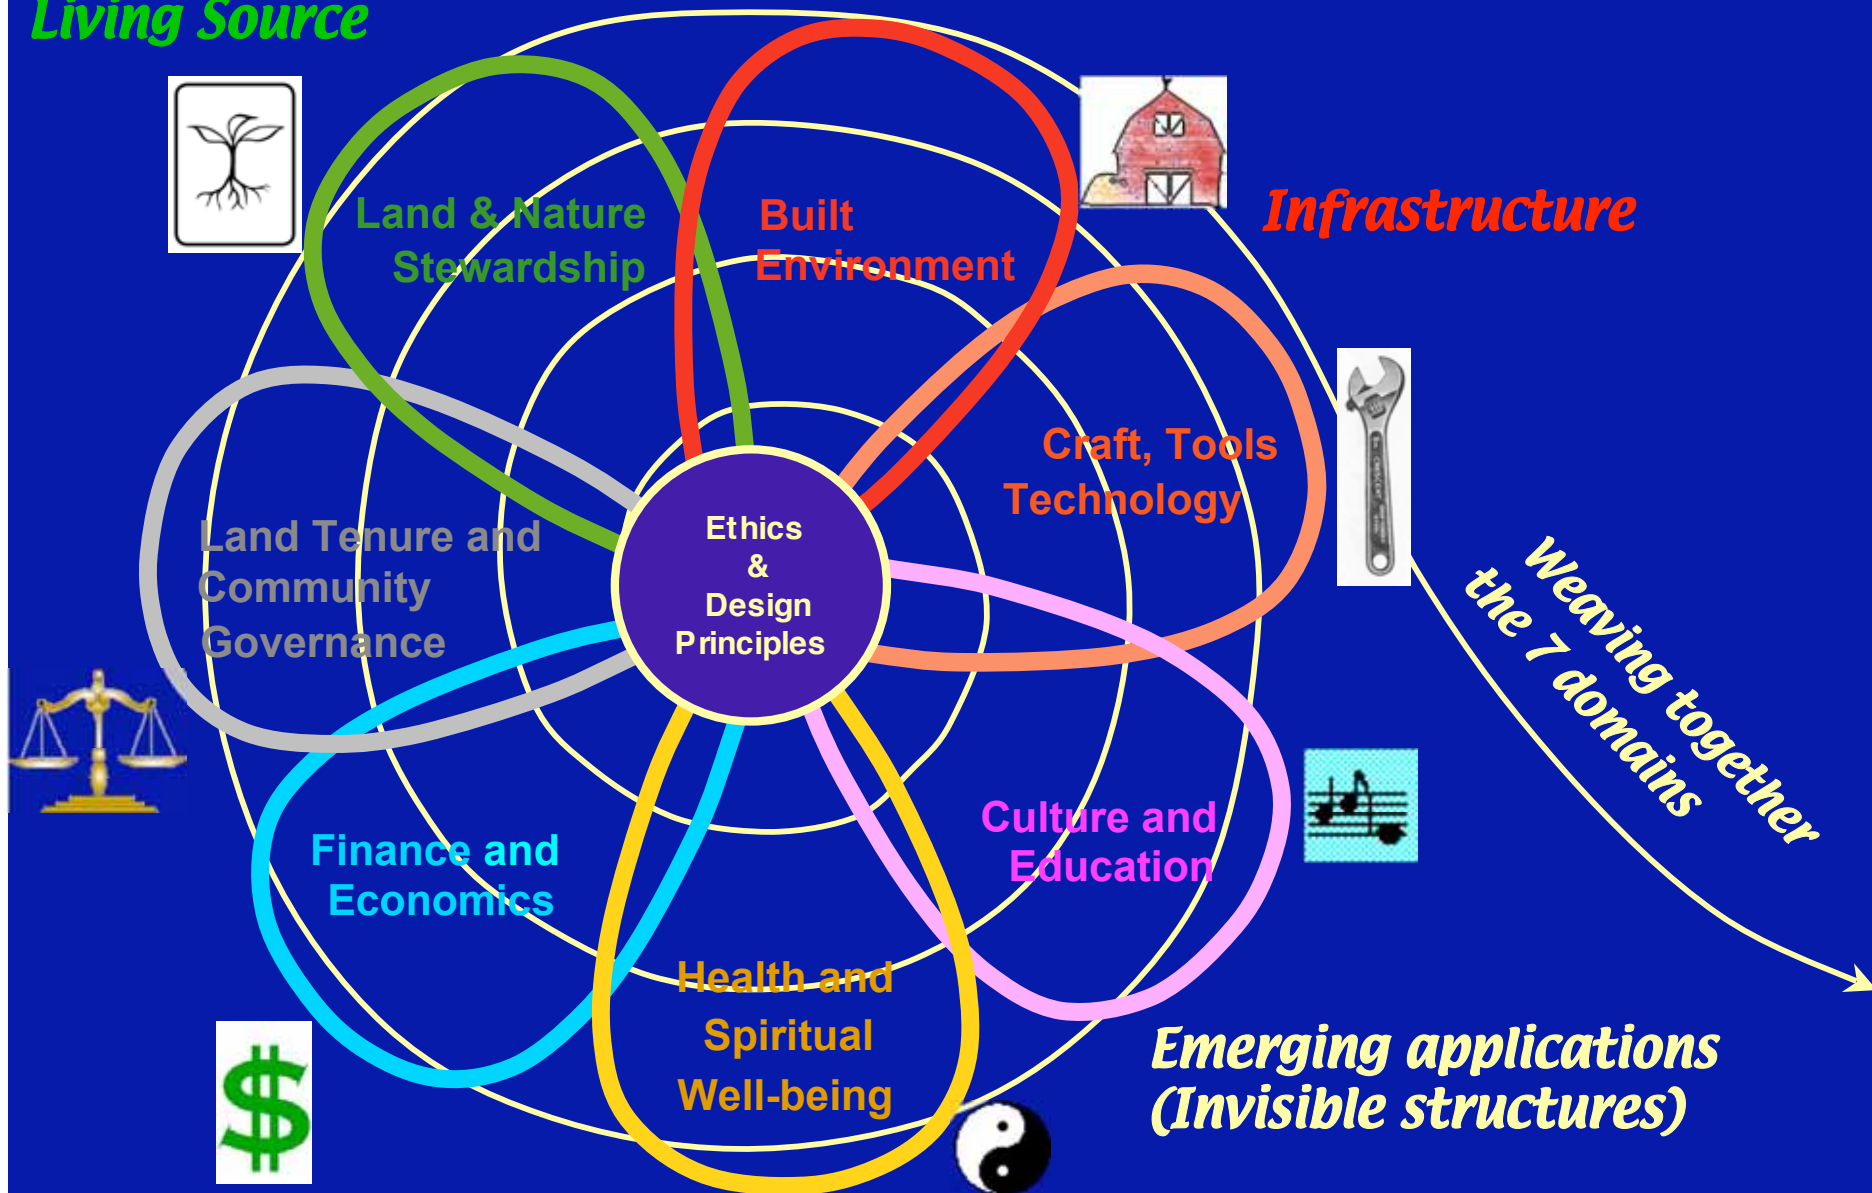 Living Source
Land & Nature
Stewardship
Built
Environment
Infrastructure
Craft, Tools
Technology
Ethics
&
Design
Principles
Land Tenure and
Community
Governance
Weaving together
the 7 domains
Culture and
Education
Finance and
Economics
Health and
Spiritual
Well-being
Emerging applications
(Invisible structures)
$